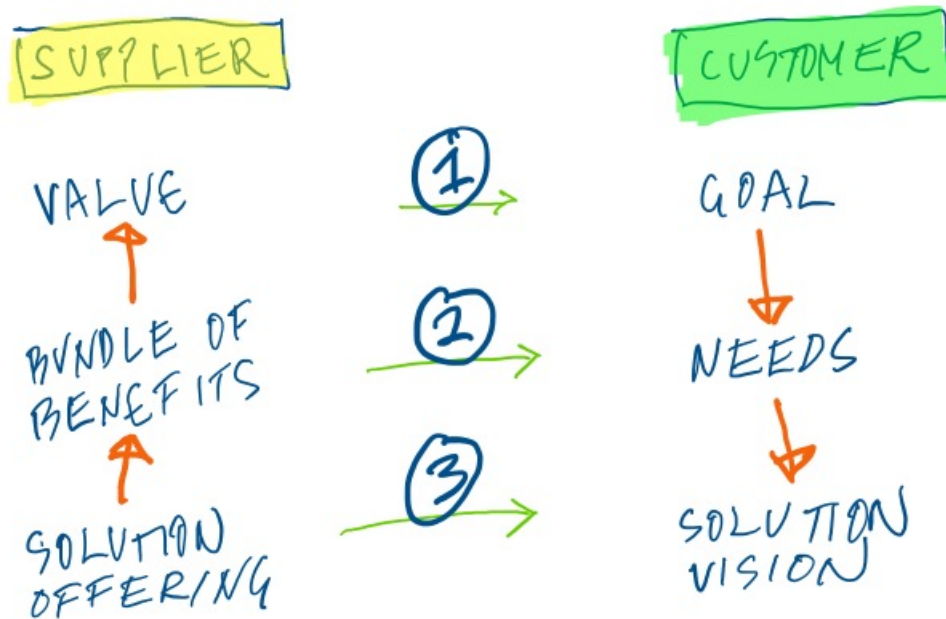 SUPPLIER
CUSTOMER
VALUE
1
GOAL
BUNDLE OF
BENEFITS
2
NEEDS
SOLUTION
OFFERING
3
SOLUTION
VISION